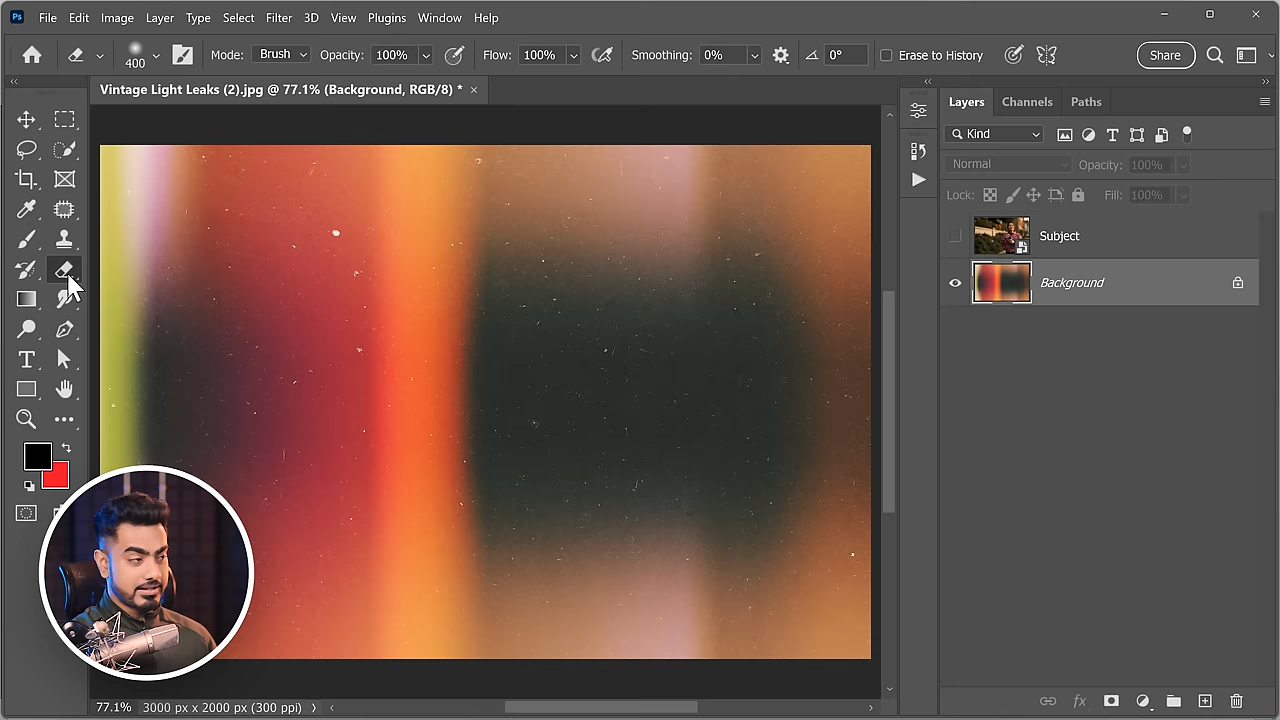 Ps File Edit Image Layer Type Select Filter 3D View Plugins Window Help
400 Mode: Brush Opacity: 100% Flow: 100% Smoothing: 0% 0° Erase to History Share
Vintage Light Leaks (2).jpg @ 77.1% (Background, RGB/8) * ×
Layers Channels Paths
Kind
Normal Opacity: 100%
Lock: Fill: 100%
Subject
Background
77.1% 3000 px x 2000 px (300 ppi)